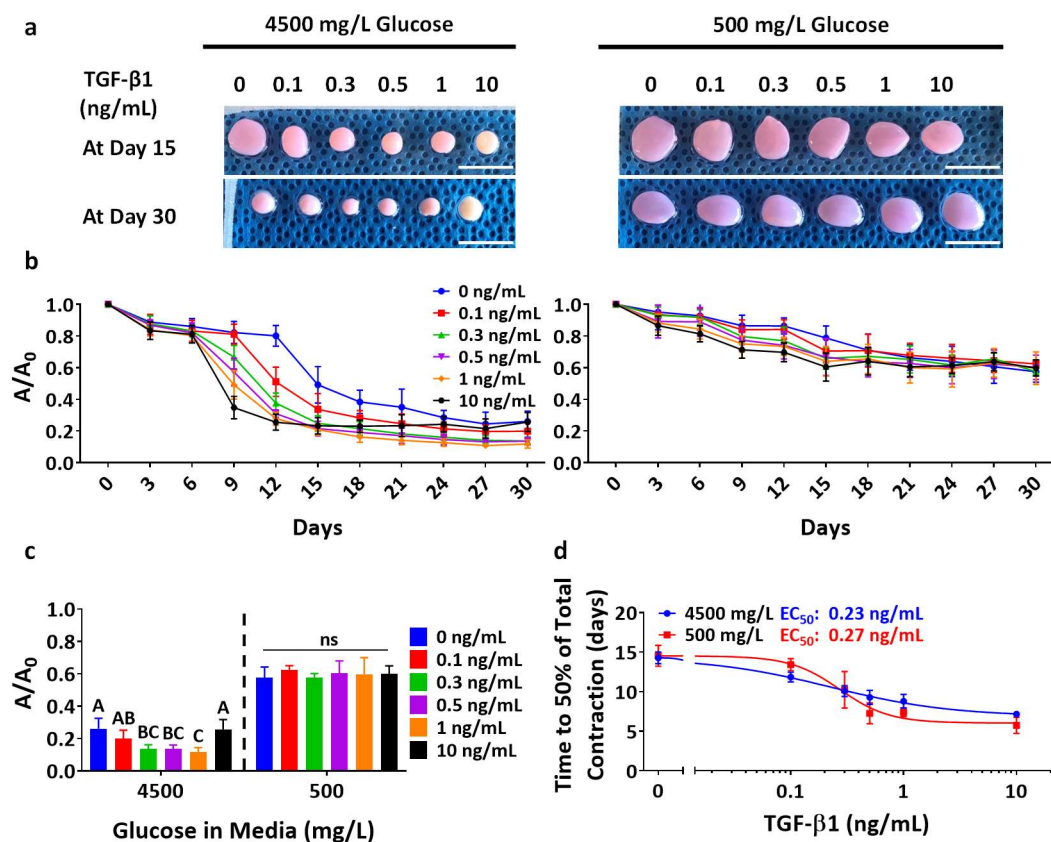 a
4500 mg/L Glucose
500 mg/L Glucose
TGF-β1
(ng/mL)
0 0.1 0.3 0.5 1 10
0 0.1 0.3 0.5 1 10
At Day 15
At Day 30
b
A/A0
1.0
0.8
0.6
0.4
0.2
0.0
0 3 6 9 12 15 18 21 24 27 30
Days
0 ng/mL
0.1 ng/mL
0.3 ng/mL
0.5 ng/mL
1 ng/mL
10 ng/mL
1.0
0.8
0.6
0.4
0.2
0.0
0 3 6 9 12 15 18 21 24 27 30
Days
c
A/A0
1.0
0.8
0.6
0.4
0.2
0.0
A AB BC BC C A
ns
4500 500
Glucose in Media (mg/L)
0 ng/mL
0.1 ng/mL
0.3 ng/mL
0.5 ng/mL
1 ng/mL
10 ng/mL
d
Time to 50% of Total
Contraction (days)
20
15
10
5
0
4500 mg/L EC50: 0.23 ng/mL
500 mg/L EC50: 0.27 ng/mL
0 0.1 1 10
TGF-β1 (ng/mL)